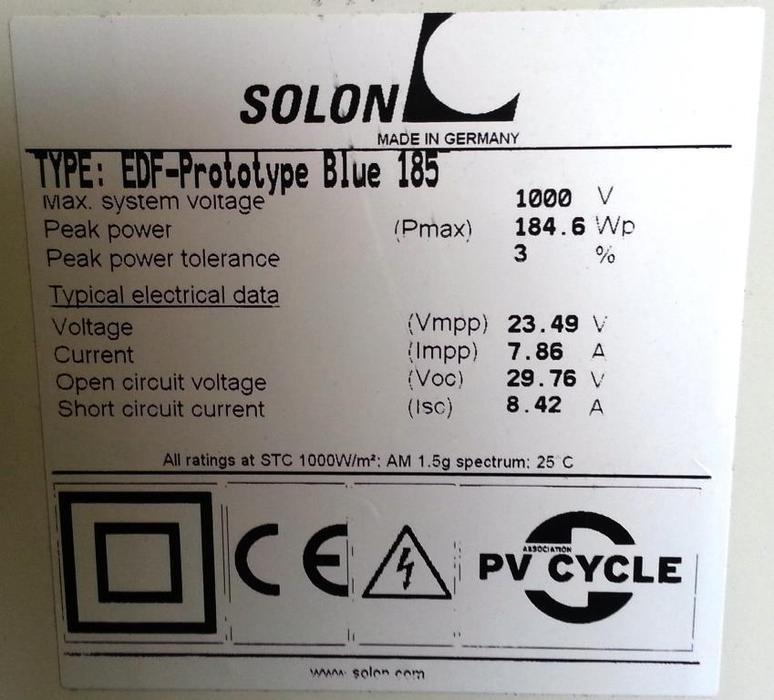 SOLON
MADE IN GERMANY
TYPE: EDF-Prototype Blue 185
Max. system voltage 1000 V
Peak power (Pmax) 184.6 Wp
Peak power tolerance 3 %
Typical electrical data
Voltage (Vmpp) 23.49 V
Current (Impp) 7.86 A
Open circuit voltage (Voc) 29.76 V
Short circuit current (Isc) 8.42 A
All ratings at STC 1000W/m²; AM 1.5g spectrum; 25°C
CE
ASSOCIATION
PV CYCLE
www.solon.com